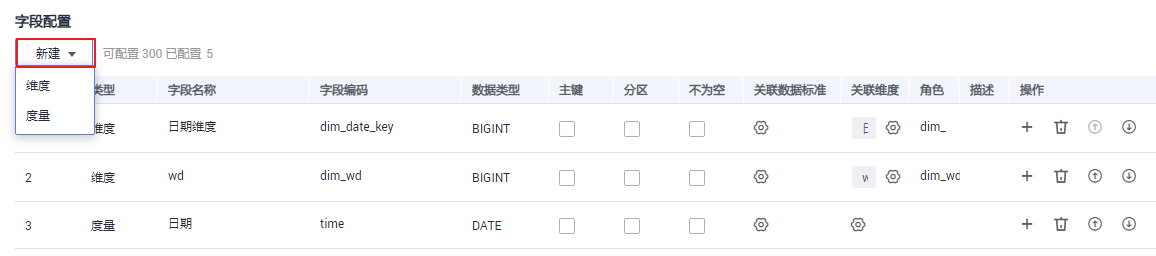 字段配置
新建 可配置 300 已配置 5
维度
度量
类型 字段名称 字段编码 数据类型 主键 分区 不为空 关联数据标准 关联维度 角色 描述 操作
维度 日期维度 dim_date_key BIGINT dim_
2 维度 wd dim_wd BIGINT w dim_wd
3 度量 日期 time DATE